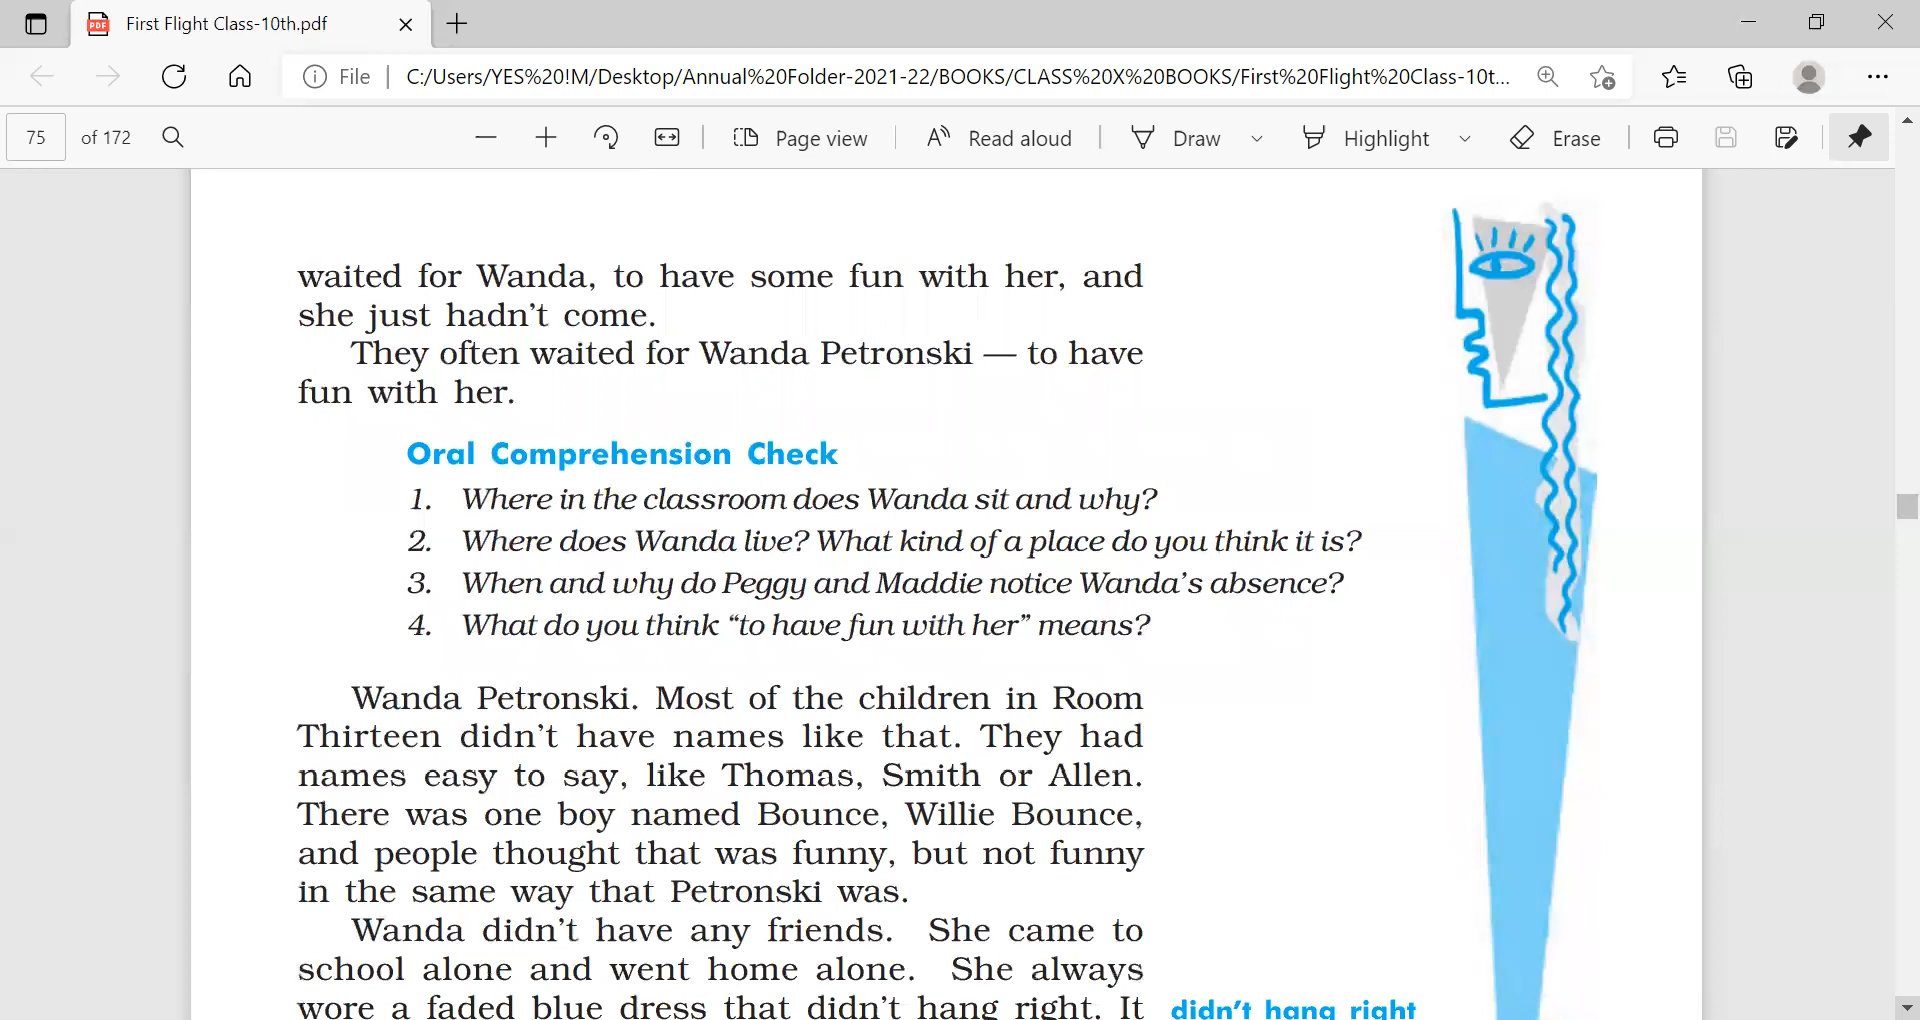 First Flight Class-10th.pdf
File | C:/Users/YES%20!M/Desktop/Annual%20Folder-2021-22/BOOKS/CLASS%20X%20BOOKS/First%20Flight%20Class-10t...
75 of 172 Page view Read aloud Draw Highlight Erase
waited for Wanda, to have some fun with her, and
she just hadn't come.
They often waited for Wanda Petronski — to have
fun with her.
Oral Comprehension Check
1. Where in the classroom does Wanda sit and why?
2. Where does Wanda live? What kind of a place do you think it is?
3. When and why do Peggy and Maddie notice Wanda's absence?
4. What do you think “to have fun with her” means?
Wanda Petronski. Most of the children in Room
Thirteen didn't have names like that. They had
names easy to say, like Thomas, Smith or Allen.
There was one boy named Bounce, Willie Bounce,
and people thought that was funny, but not funny
in the same way that Petronski was.
Wanda didn't have any friends. She came to
school alone and went home alone. She always
wore a faded blue dress that didn't hang right. It
didn't hang right